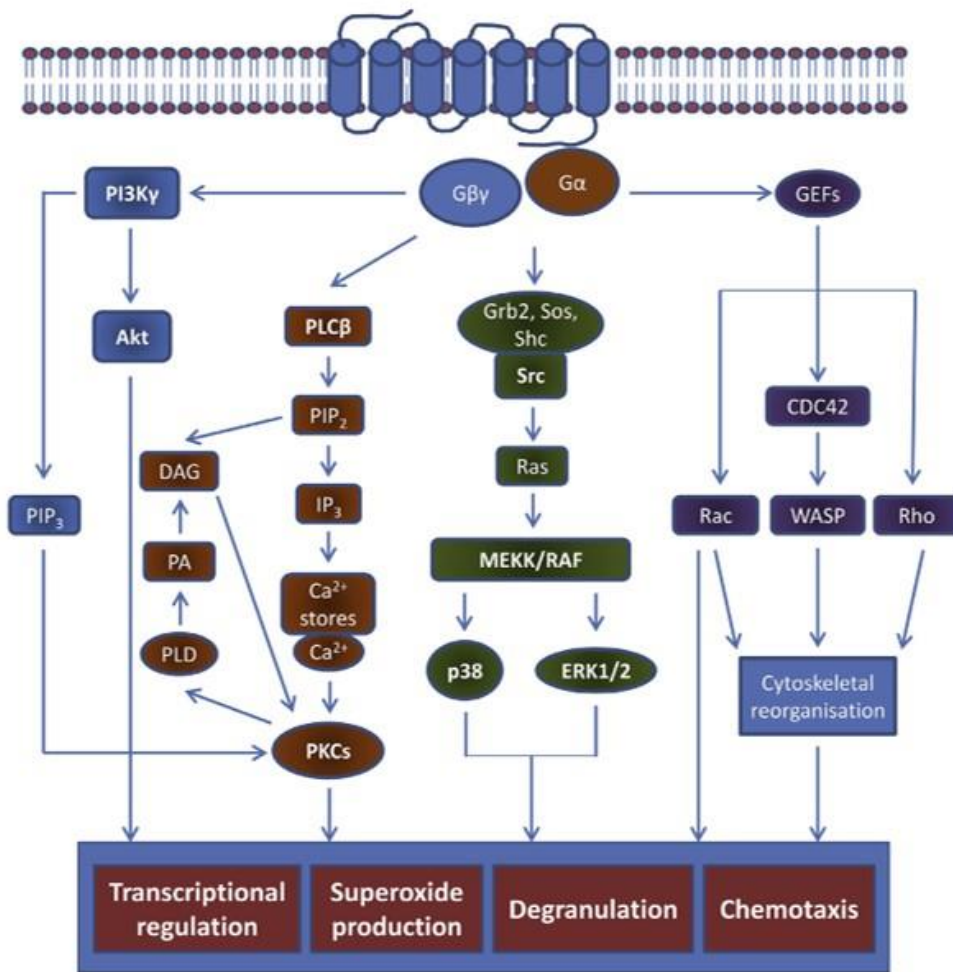 PI3Kγ
Gβγ
Gα
GEFs
Akt
PLCβ
Grb2, Sos,
Shc
Src
CDC42
PIP₂
DAG
Ras
PIP₃
IP₃
Rac
WASP
Rho
PA
MEKK/RAF
Ca²⁺
stores
PLD
Ca²⁺
p38
ERK1/2
Cytoskeletal
reorganisation
PKCs
Transcriptional
regulation
Superoxide
production
Degranulation
Chemotaxis